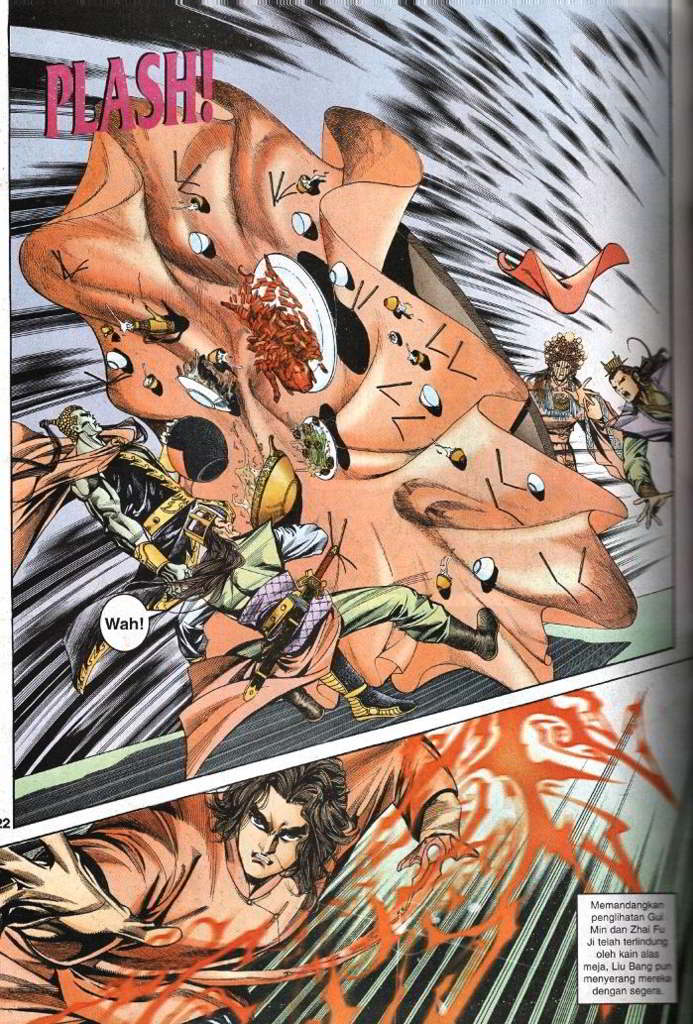 PLASH!
Wah!
22
Memandangkan
penglihatan Gui
Min dan Zhai Fu
Ji telah terlindung
oleh kain alas
meja, Liu Bang pun
menyerang mereka
dengan segera.